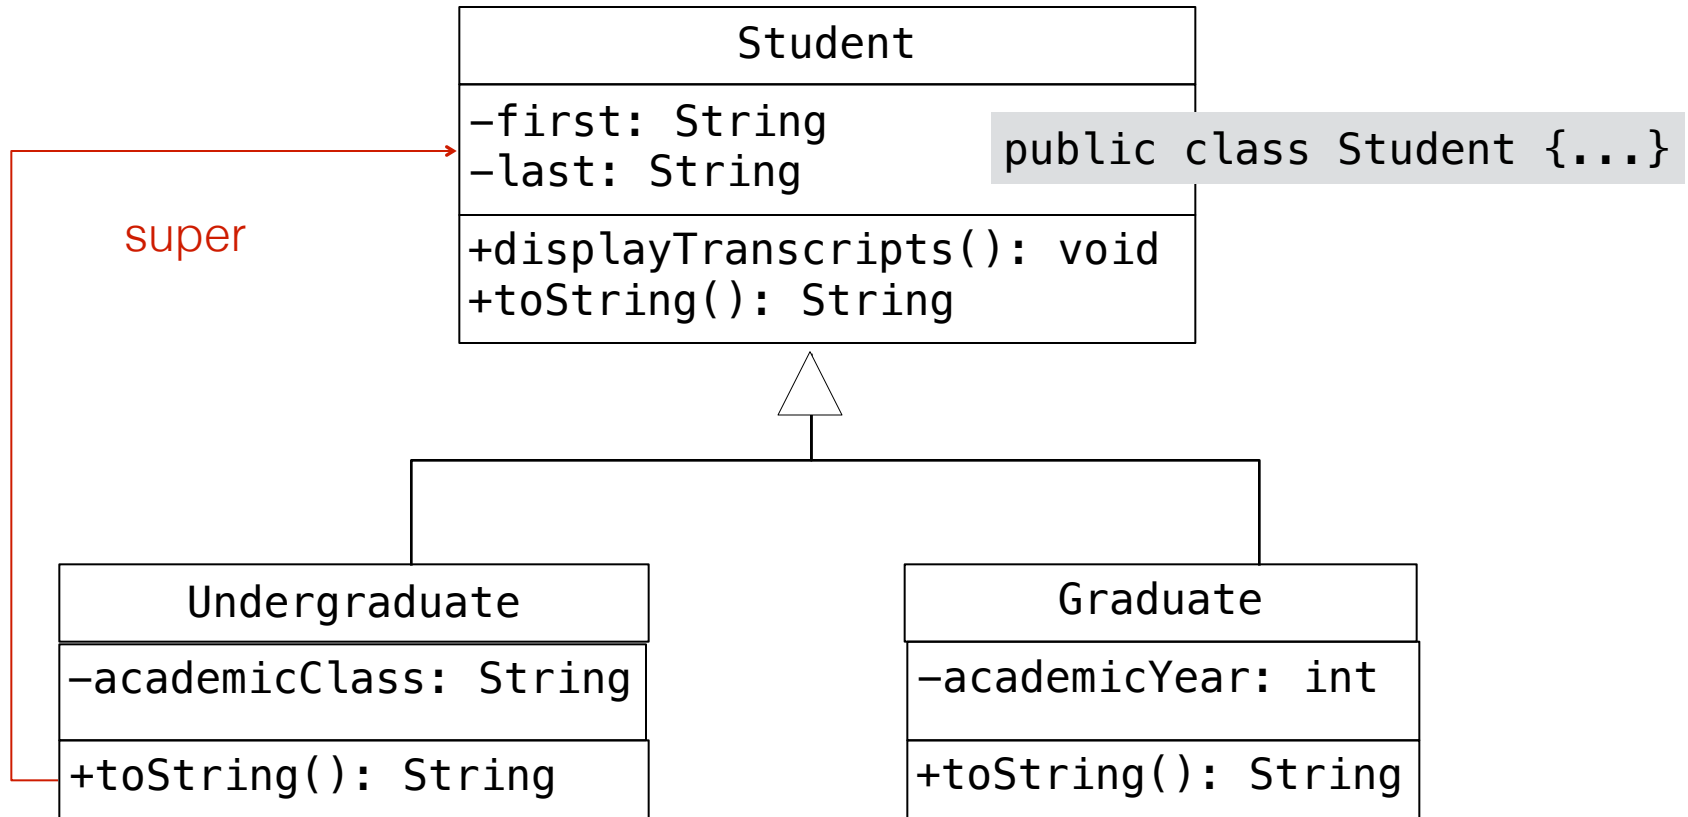 Student
–first: String
–last: String
public class Student {...}
super
+displayTranscripts(): void
+toString(): String
Undergraduate
–academicClass: String
+toString(): String
Graduate
–academicYear: int
+toString(): String